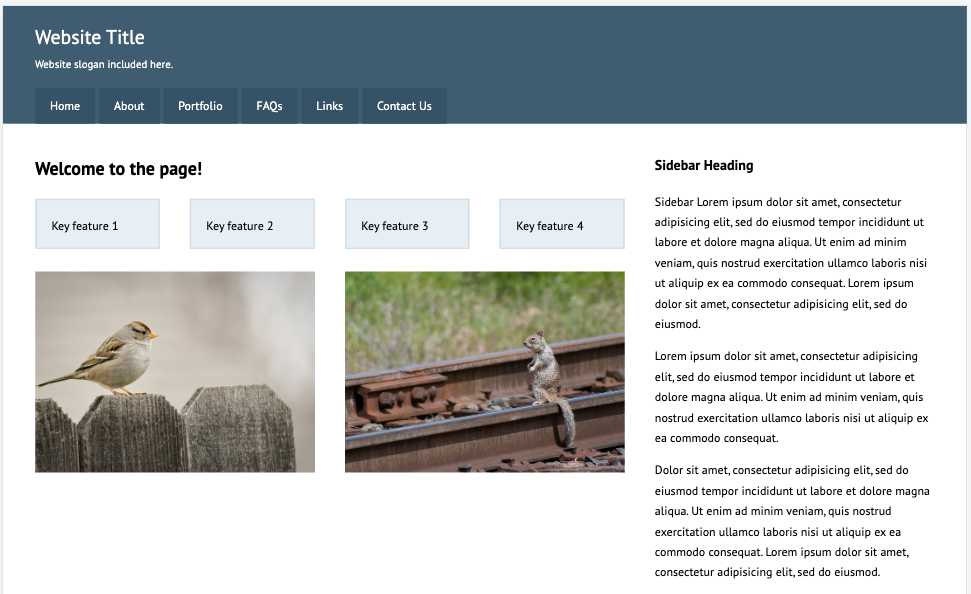 Website Title
Website slogan included here.
Home About Portfolio FAQs Links Contact Us
Welcome to the page!
Key feature 1 Key feature 2 Key feature 3 Key feature 4
Sidebar Heading
Sidebar Lorem ipsum dolor sit amet, consectetur
adipisicing elit, sed do eiusmod tempor incididunt ut
labore et dolore magna aliqua. Ut enim ad minim
veniam, quis nostrud exercitation ullamco laboris nisi
ut aliquip ex ea commodo consequat. Lorem ipsum
dolor sit amet, consectetur adipisicing elit, sed do
eiusmod.
Lorem ipsum dolor sit amet, consectetur adipisicing
elit, sed do eiusmod tempor incididunt ut labore et
dolore magna aliqua. Ut enim ad minim veniam, quis
nostrud exercitation ullamco laboris nisi ut aliquip ex
ea commodo consequat.
Dolor sit amet, consectetur adipisicing elit, sed do
eiusmod tempor incididunt ut labore et dolore magna
aliqua. Ut enim ad minim veniam, quis nostrud
exercitation ullamco laboris nisi ut aliquip ex ea
commodo consequat. Lorem ipsum dolor sit amet,
consectetur adipisicing elit, sed do eiusmod.